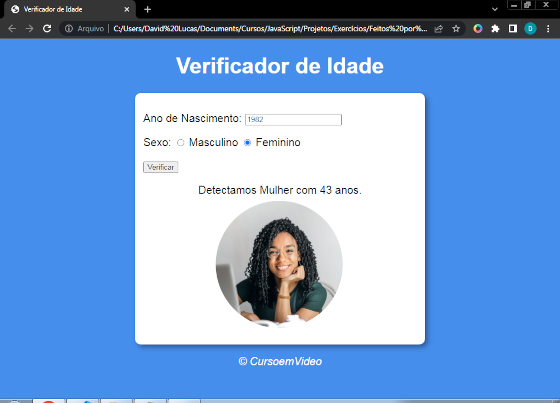 Verificador de Idade
Arquivo | C:/Users/David%20Lucas/Documents/Cursos/JavaScript/Projetos/Exercícios/Feitos%20por%...
D
Verificador de Idade
Ano de Nascimento: 1982
Sexo: Masculino Feminino
Verificar
Detectamos Mulher com 43 anos.
© CursoemVideo